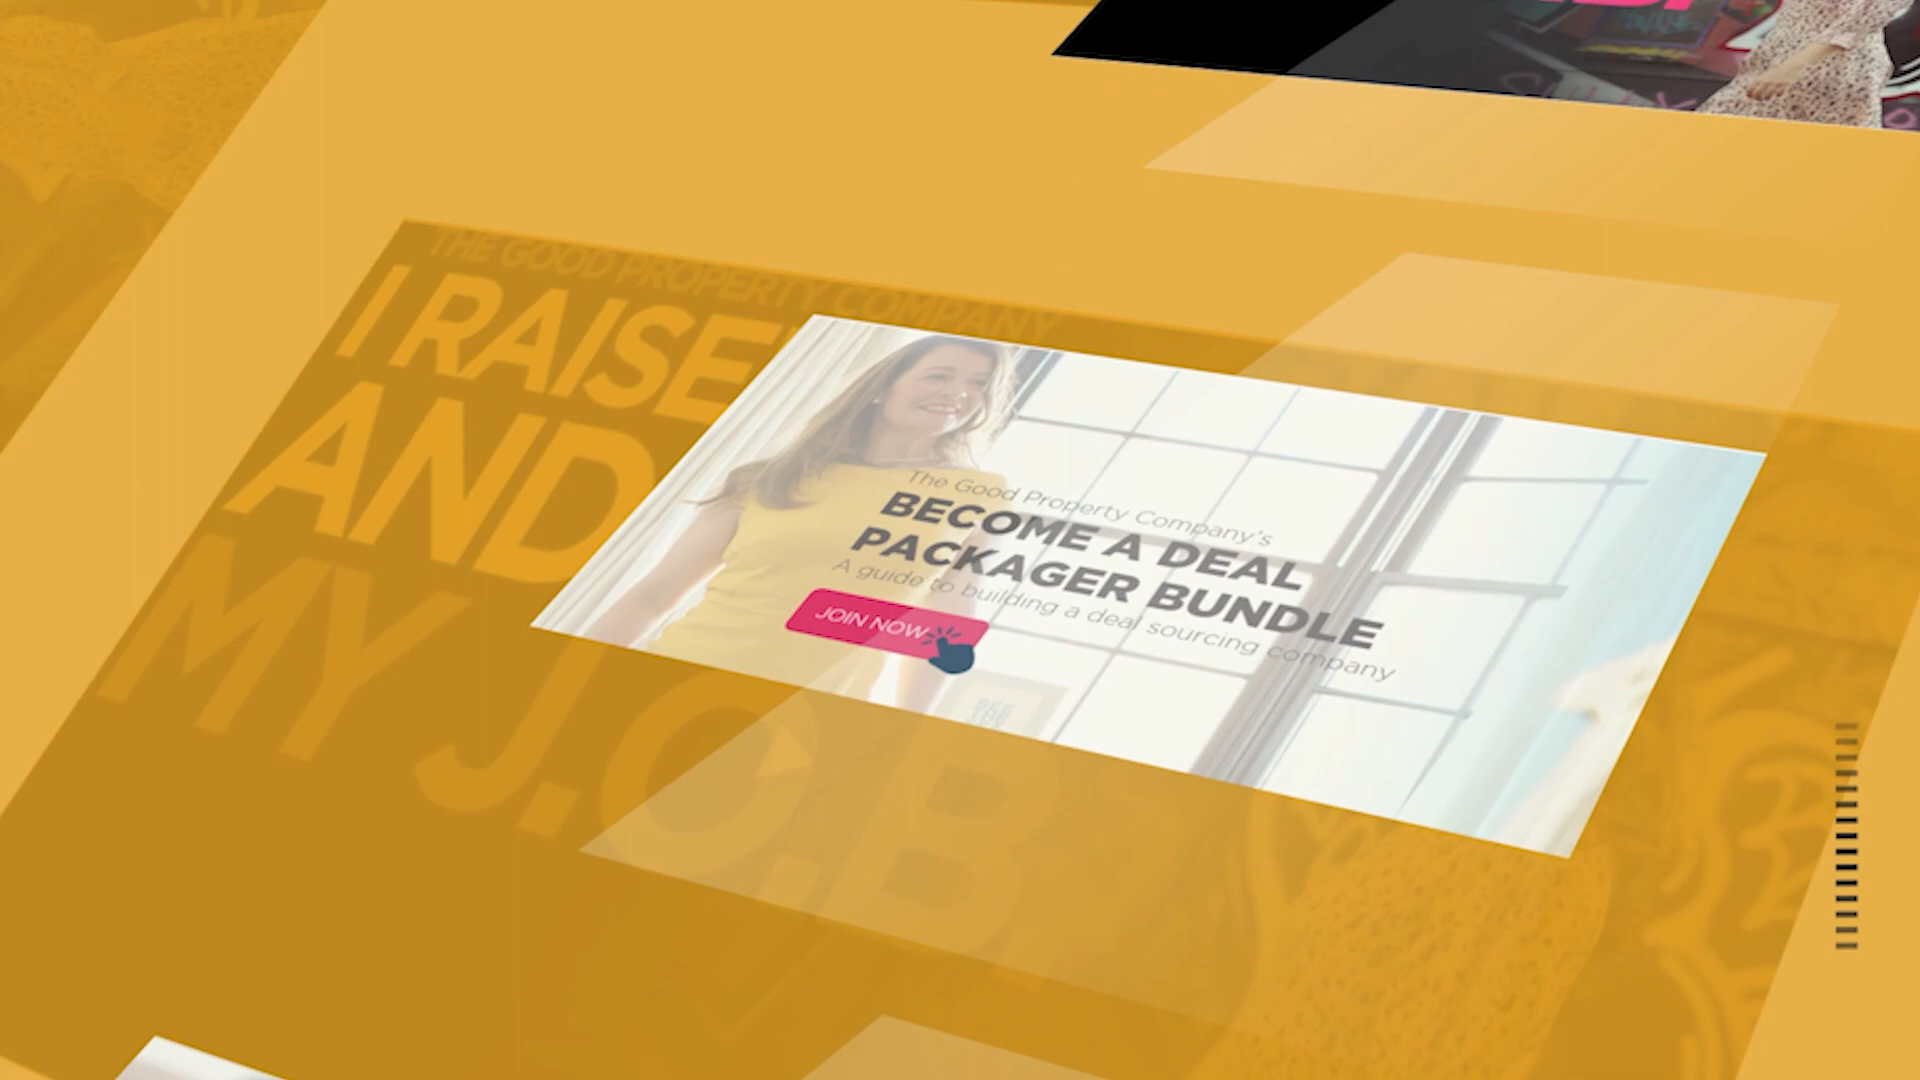 THE GOOD PROPERTY COMPANY
I RAISE
AND
MY J.O.B
The Good Property Company's
BECOME A DEAL
PACKAGER BUNDLE
A guide to building a deal sourcing company
JOIN NOW